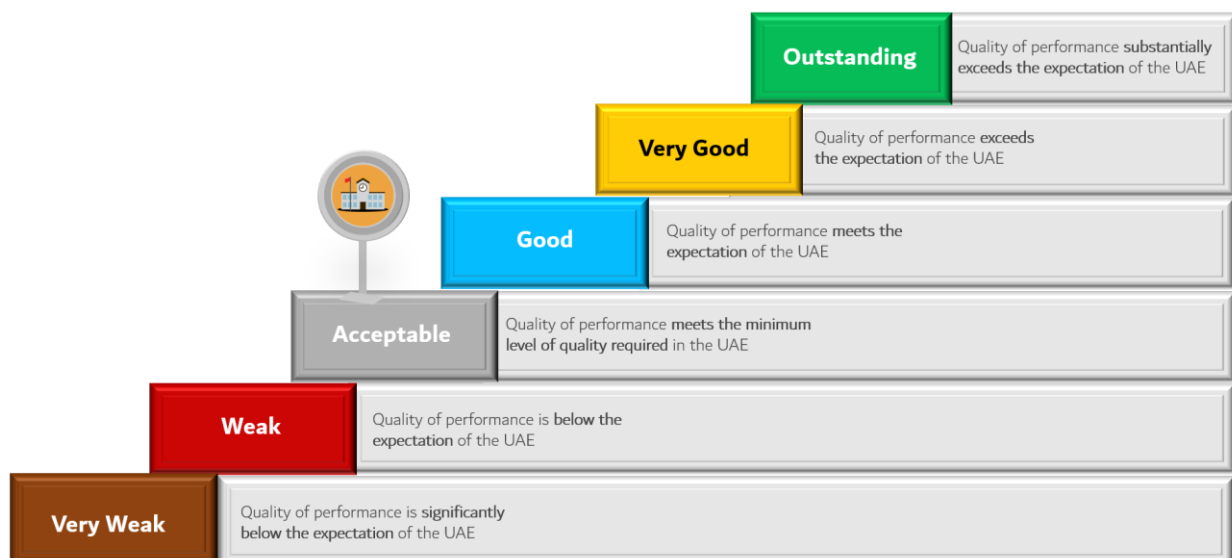 Outstanding
Quality of performance substantially
exceeds the expectation of the UAE
Very Good
Quality of performance exceeds
the expectation of the UAE
Good
Quality of performance meets the
expectation of the UAE
Acceptable
Quality of performance meets the minimum
level of quality required in the UAE
Weak
Quality of performance is below the
expectation of the UAE
Very Weak
Quality of performance is significantly
below the expectation of the UAE